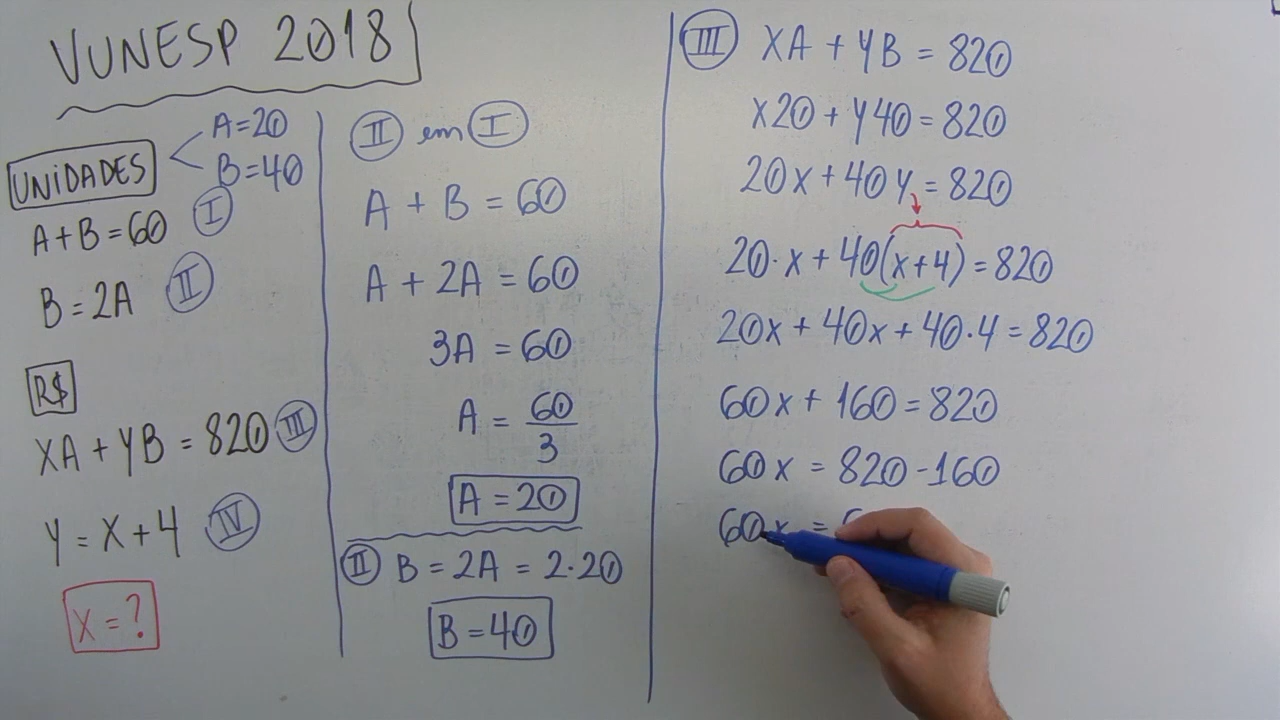 VUNESP 2018
UNIDADES
A=20
B=40
A+B=60 I
B=2A II
R$
XA+YB=820 III
Y=X+4 IV
X=?
II em I
A+B=60
A+2A=60
3A=60
A=60/3
A=20
II B=2A=2·20
B=40
III XA+YB=820
X20+Y40=820
20X+40Y=820
20·X+40(X+4)=820
20X+40X+40·4=820
60X+160=820
60X=820-160
60X=6